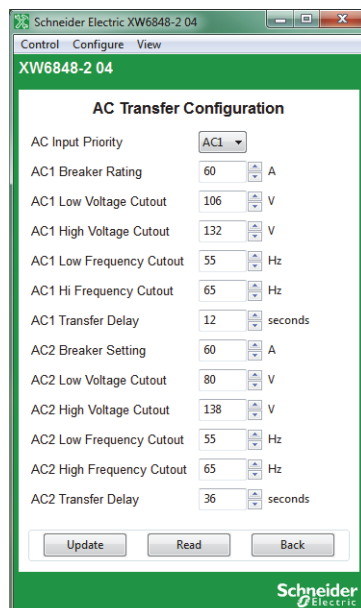 Schneider Electric XW6848-2 04
Control Configure View
XW6848-2 04
AC Transfer Configuration
AC Input Priority AC1
AC1 Breaker Rating 60 A
AC1 Low Voltage Cutout 106 V
AC1 High Voltage Cutout 132 V
AC1 Low Frequency Cutout 55 Hz
AC1 Hi Frequency Cutout 65 Hz
AC1 Transfer Delay 12 seconds
AC2 Breaker Setting 60 A
AC2 Low Voltage Cutout 80 V
AC2 High Voltage Cutout 138 V
AC2 Low Frequency Cutout 55 Hz
AC2 High Frequency Cutout 65 Hz
AC2 Transfer Delay 36 seconds
Update Read Back
Schneider
Electric